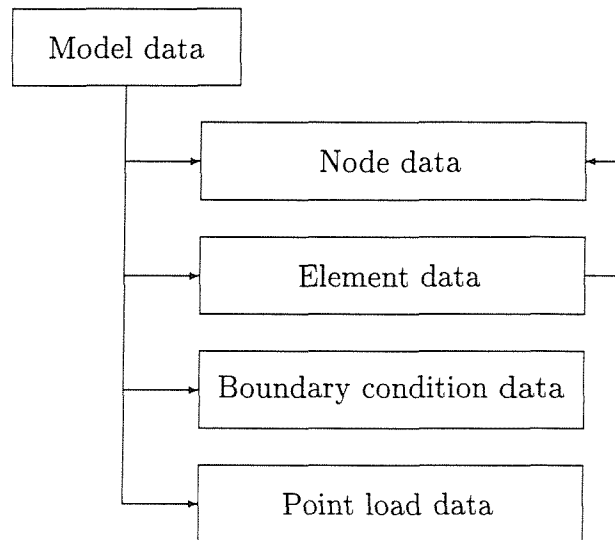 Model data
Node data
Element data
Boundary condition data
Point load data